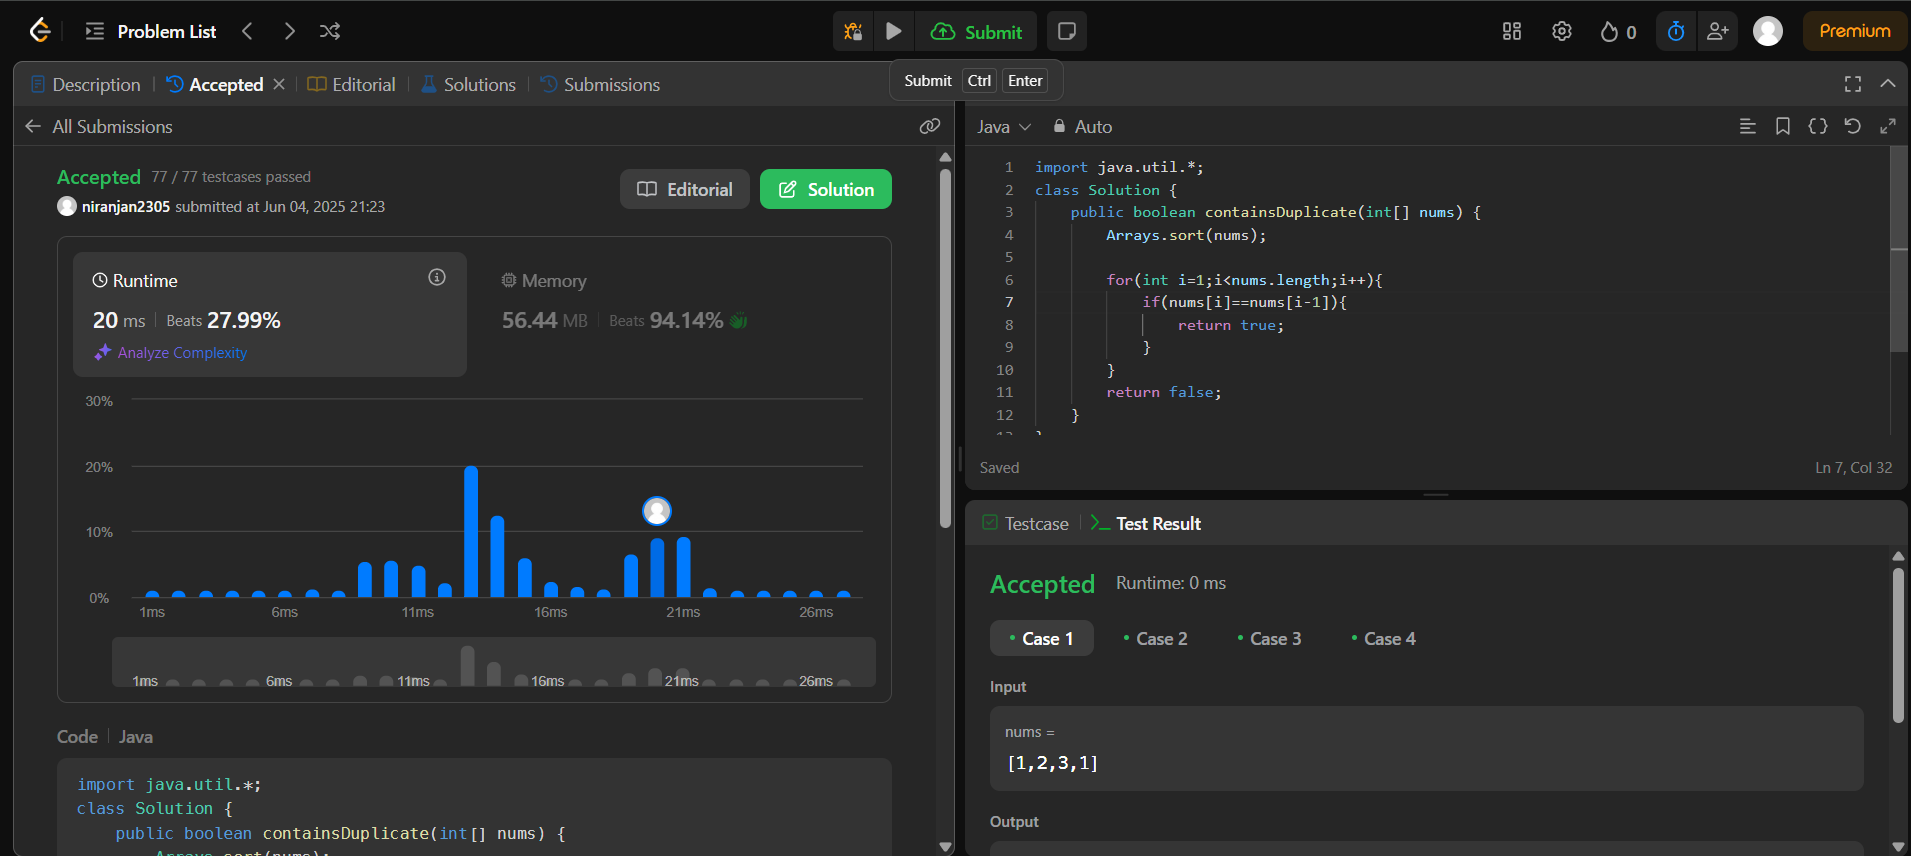 Problem List
Submit
0
Premium
Description
Accepted
Editorial
Solutions
Submissions
Submit Ctrl Enter
All Submissions
Accepted 77 / 77 testcases passed
niranjan2305 submitted at Jun 04, 2025 21:23
Editorial
Solution
Runtime
20 ms Beats 27.99%
Analyze Complexity
Memory
56.44 MB Beats 94.14%
30%
20%
10%
0%
1ms 6ms 11ms 16ms 21ms 26ms
1ms 6ms 11ms 16ms 21ms 26ms
Code Java
import java.util.*;
class Solution {
public boolean containsDuplicate(int[] nums) {
Arrays.sort(nums);
Java Auto
1 import java.util.*;
2 class Solution {
3 public boolean containsDuplicate(int[] nums) {
4 Arrays.sort(nums);
5
6 for(int i=1;i<nums.length;i++){
7 if(nums[i]==nums[i-1]){
8 return true;
9 }
10 }
11 return false;
12 }
Saved
Ln 7, Col 32
Testcase
Test Result
Accepted Runtime: 0 ms
Case 1 Case 2 Case 3 Case 4
Input
nums =
[1,2,3,1]
Output